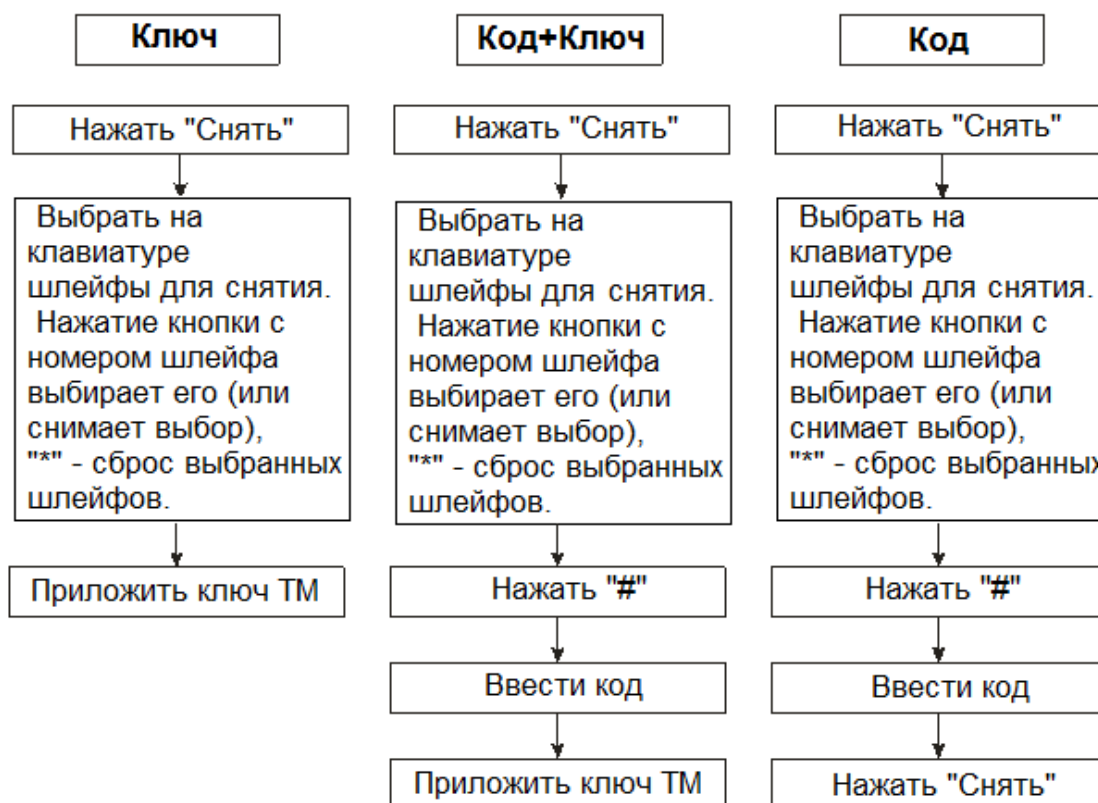 Ключ
Нажать "Снять"
Выбрать на
клавиатуре
шлейфы для снятия.
Нажатие кнопки с
номером шлейфа
выбирает его (или
снимает выбор),
"*" - сброс выбранных
шлейфов.
Приложить ключ ТМ
Код+Ключ
Нажать "Снять"
Выбрать на
клавиатуре
шлейфы для снятия.
Нажатие кнопки с
номером шлейфа
выбирает его (или
снимает выбор),
"*" - сброс выбранных
шлейфов.
Нажать "#"
Ввести код
Приложить ключ ТМ
Код
Нажать "Снять"
Выбрать на
клавиатуре
шлейфы для снятия.
Нажатие кнопки с
номером шлейфа
выбирает его (или
снимает выбор),
"*" - сброс выбранных
шлейфов.
Нажать "#"
Ввести код
Нажать "Снять"